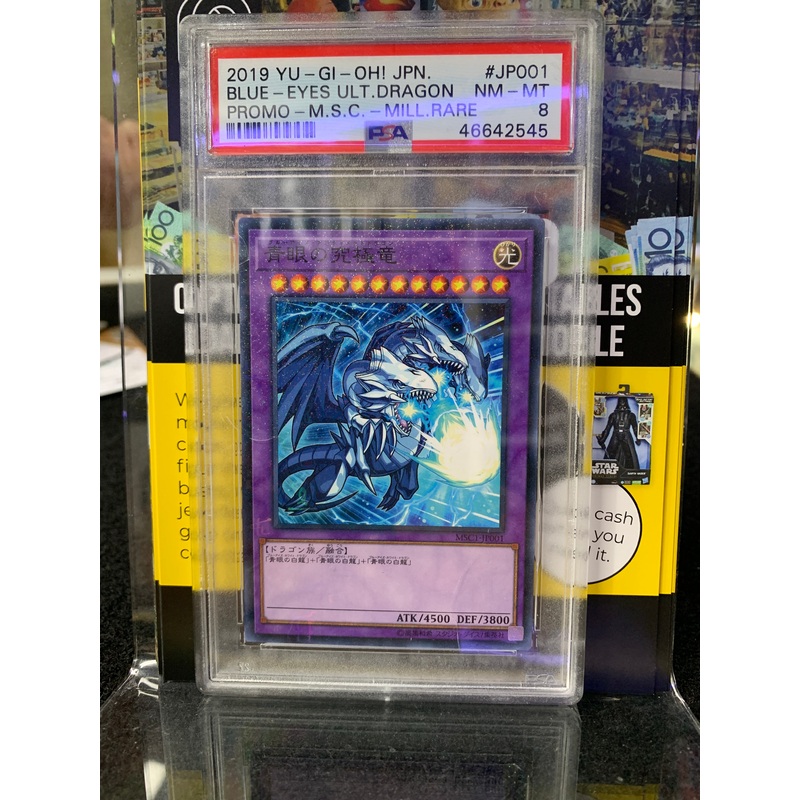 2019 YU-GI-OH! JPN. #JP001
BLUE-EYES ULT.DRAGON NM-MT
PROMO-M.S.C.-MILL.RARE 8
PSA 46642545
青眼の究極竜
光
MSC1-JP001
【ドラゴン族/融合】
「青眼の白龍」+「青眼の白龍」+「青眼の白龍」
ATK/4500 DEF/3800
100
10
LES
LE
STAR
WARS
cash
you
it.